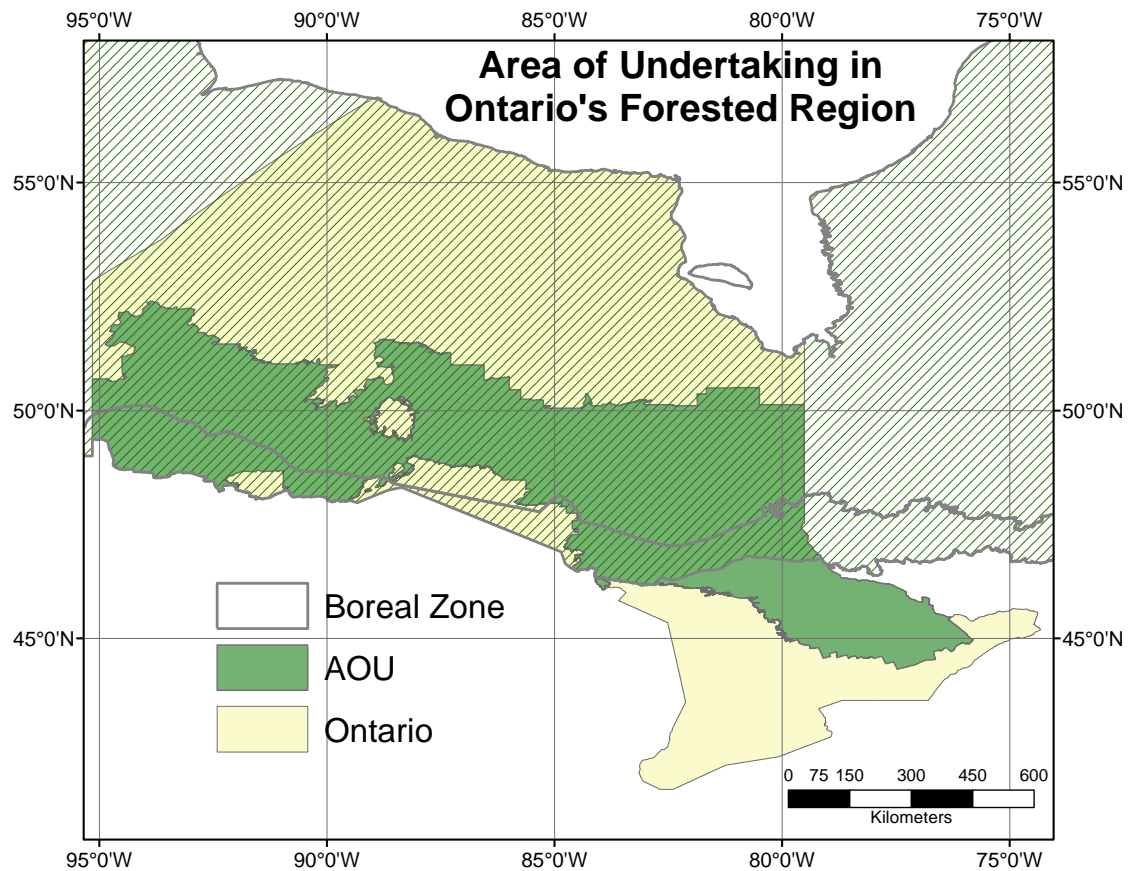 95°0'W 90°0'W 85°0'W 80°0'W 75°0'W
Area of Undertaking in
Ontario's Forested Region
55°0'N 55°0'N
50°0'N 50°0'N
Boreal Zone
45°0'N 45°0'N
AOU
Ontario
0 75 150 300 450 600
Kilometers
95°0'W 90°0'W 85°0'W 80°0'W 75°0'W